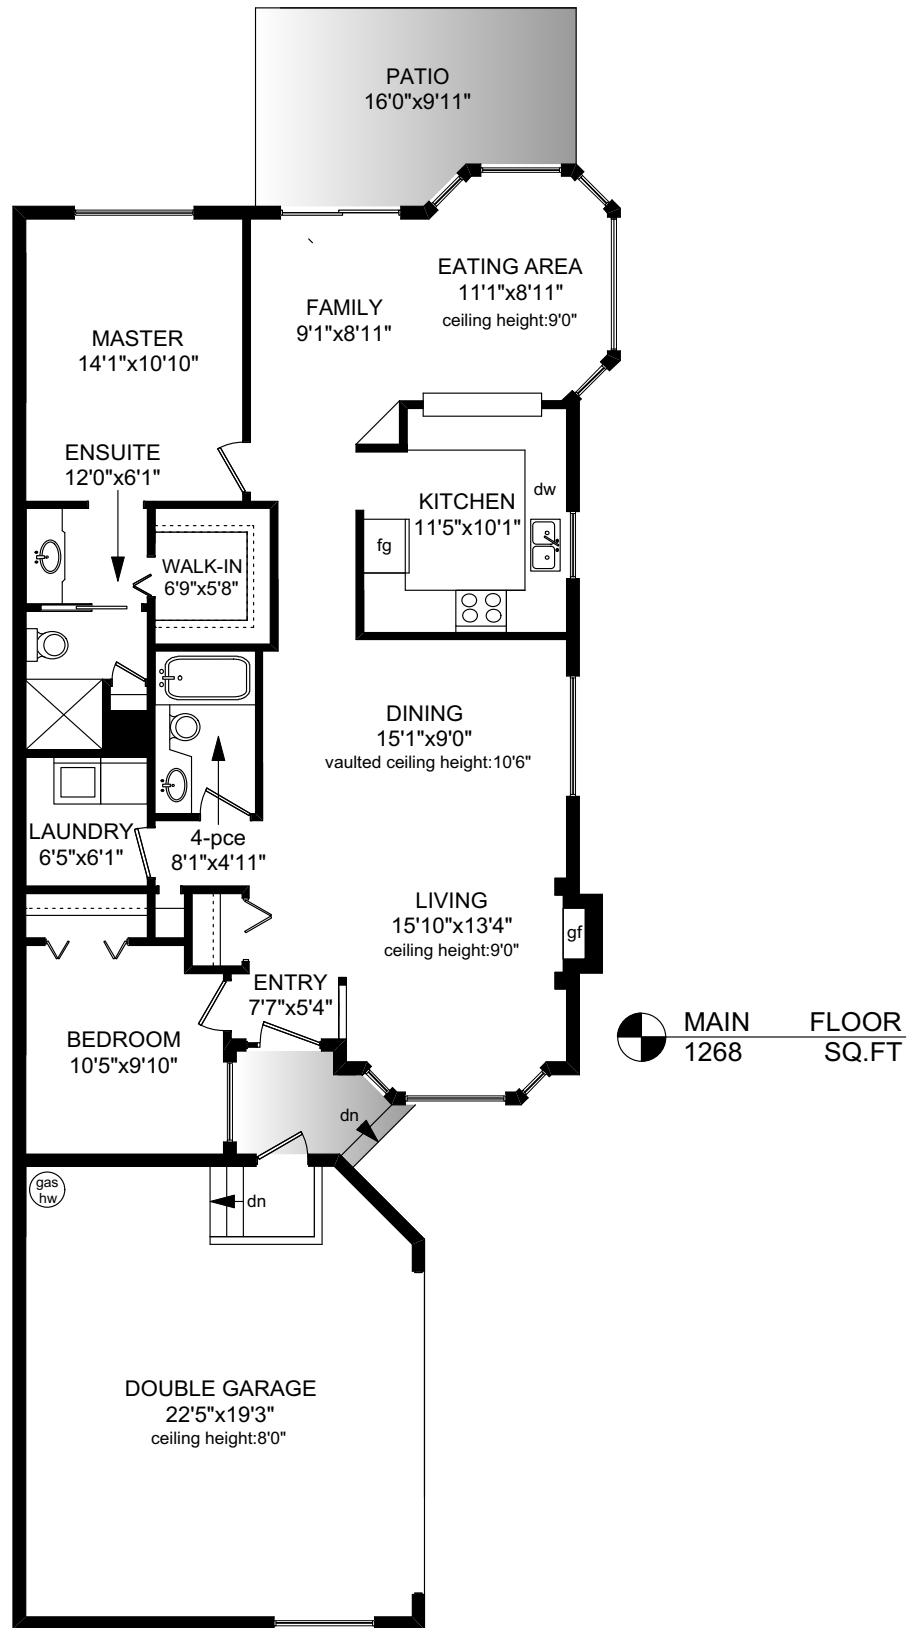 PATIO
16'0"x9'11"
EATING AREA
11'1"x8'11"
ceiling height:9'0"
FAMILY
9'1"x8'11"
MASTER
14'1"x10'10"
ENSUITE
12'0"x6'1"
KITCHEN
11'5"x10'1"
dw
fg
WALK-IN
6'9"x5'8"
DINING
15'1"x9'0"
vaulted ceiling height:10'6"
LAUNDRY
6'5"x6'1"
4-pce
8'1"x4'11"
LIVING
15'10"x13'4"
ceiling height:9'0"
gf
ENTRY
7'7"x5'4"
BEDROOM
10'5"x9'10"
MAIN FLOOR
1268 SQ.FT
dn
gas
hw
dn
DOUBLE GARAGE
22'5"x19'3"
ceiling height:8'0"